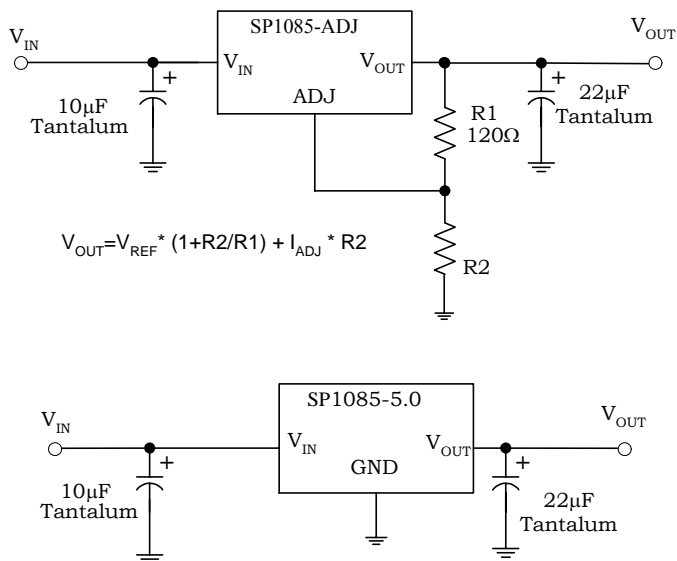 SP1085-ADJ
V_IN
V_OUT
V_IN
V_OUT
ADJ
10µF
Tantalum
22µF
Tantalum
R1
120Ω
V_OUT=V_REF* (1+R2/R1) + I_ADJ * R2
R2
SP1085-5.0
V_IN
V_OUT
V_IN
V_OUT
GND
10µF
Tantalum
22µF
Tantalum